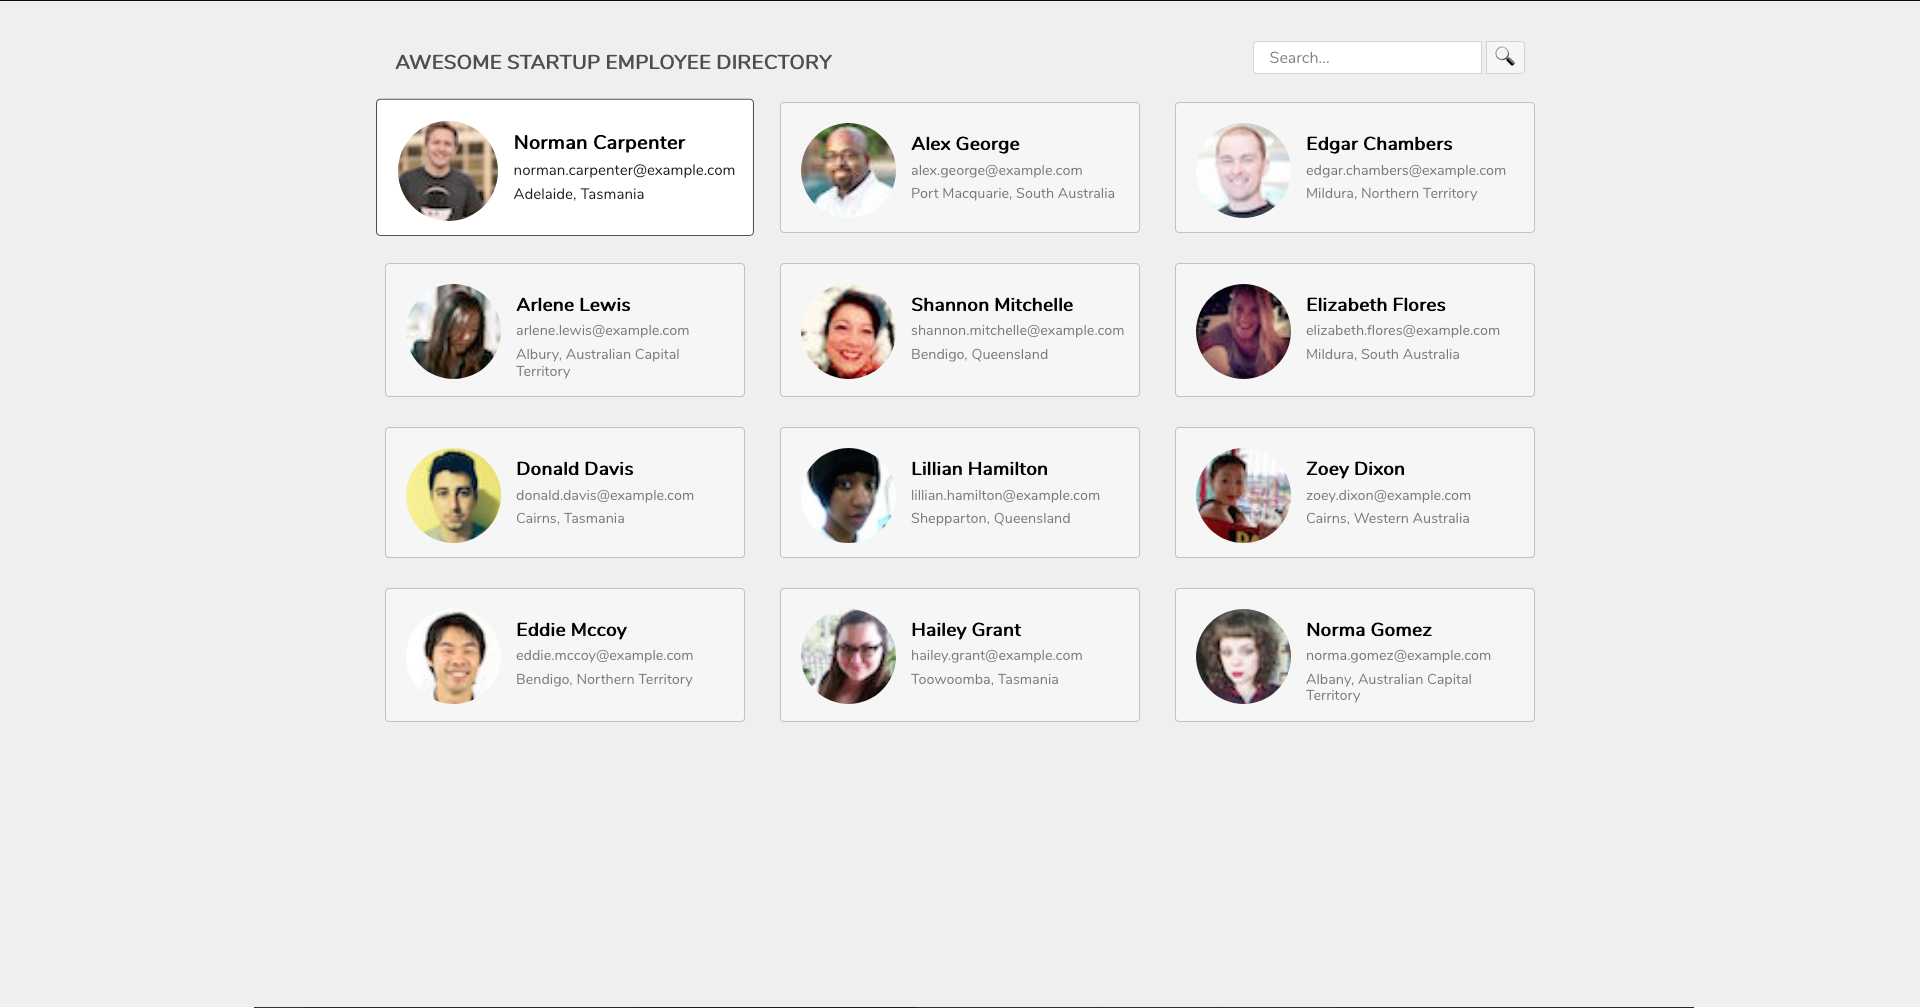 AWESOME STARTUP EMPLOYEE DIRECTORY
Search...
Norman Carpenter
norman.carpenter@example.com
Adelaide, Tasmania
Alex George
alex.george@example.com
Port Macquarie, South Australia
Edgar Chambers
edgar.chambers@example.com
Mildura, Northern Territory
Arlene Lewis
arlene.lewis@example.com
Albury, Australian Capital
Territory
Shannon Mitchelle
shannon.mitchelle@example.com
Bendigo, Queensland
Elizabeth Flores
elizabeth.flores@example.com
Mildura, South Australia
Donald Davis
donald.davis@example.com
Cairns, Tasmania
Lillian Hamilton
lillian.hamilton@example.com
Shepparton, Queensland
Zoey Dixon
zoey.dixon@example.com
Cairns, Western Australia
Eddie Mccoy
eddie.mccoy@example.com
Bendigo, Northern Territory
Hailey Grant
hailey.grant@example.com
Toowoomba, Tasmania
Norma Gomez
norma.gomez@example.com
Albany, Australian Capital
Territory